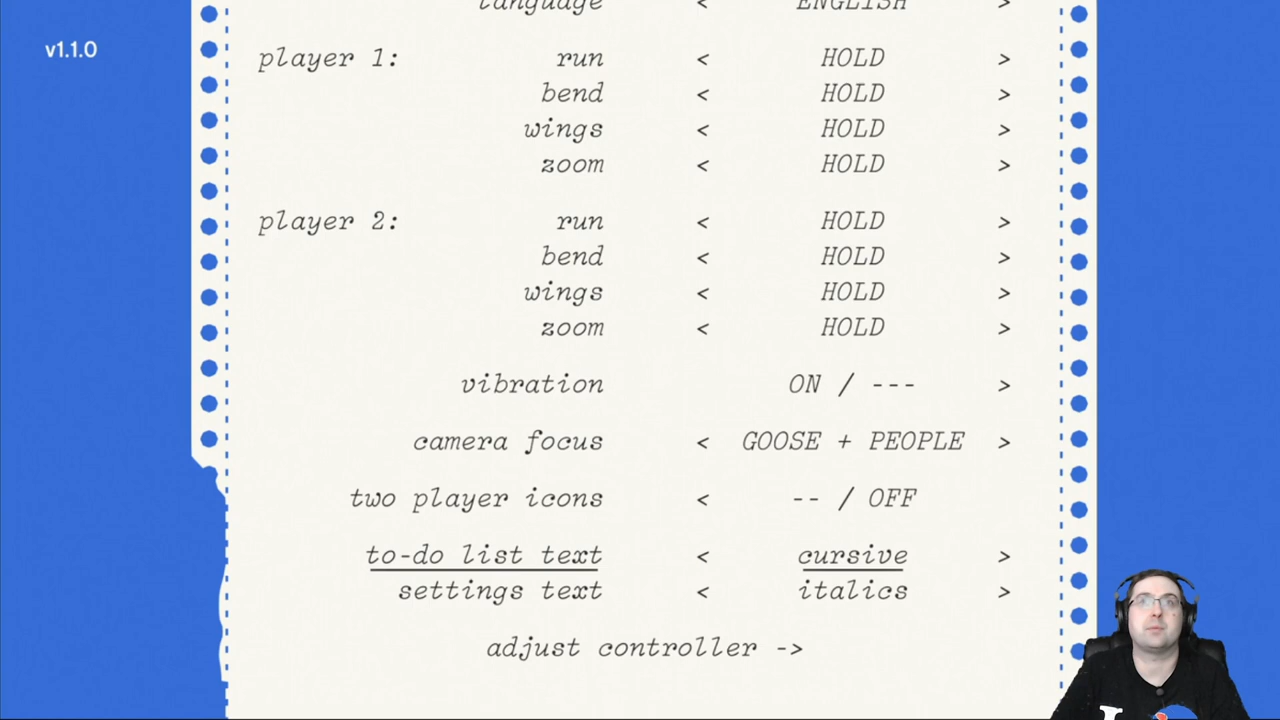 language < ENGLISH >
v1.1.0
player 1: run < HOLD >
bend < HOLD >
wings < HOLD >
zoom < HOLD >
player 2: run < HOLD >
bend < HOLD >
wings < HOLD >
zoom < HOLD >
vibration ON / --- >
camera focus < GOOSE + PEOPLE >
two player icons < -- / OFF
to-do list text < cursive >
settings text < italics >
adjust controller ->